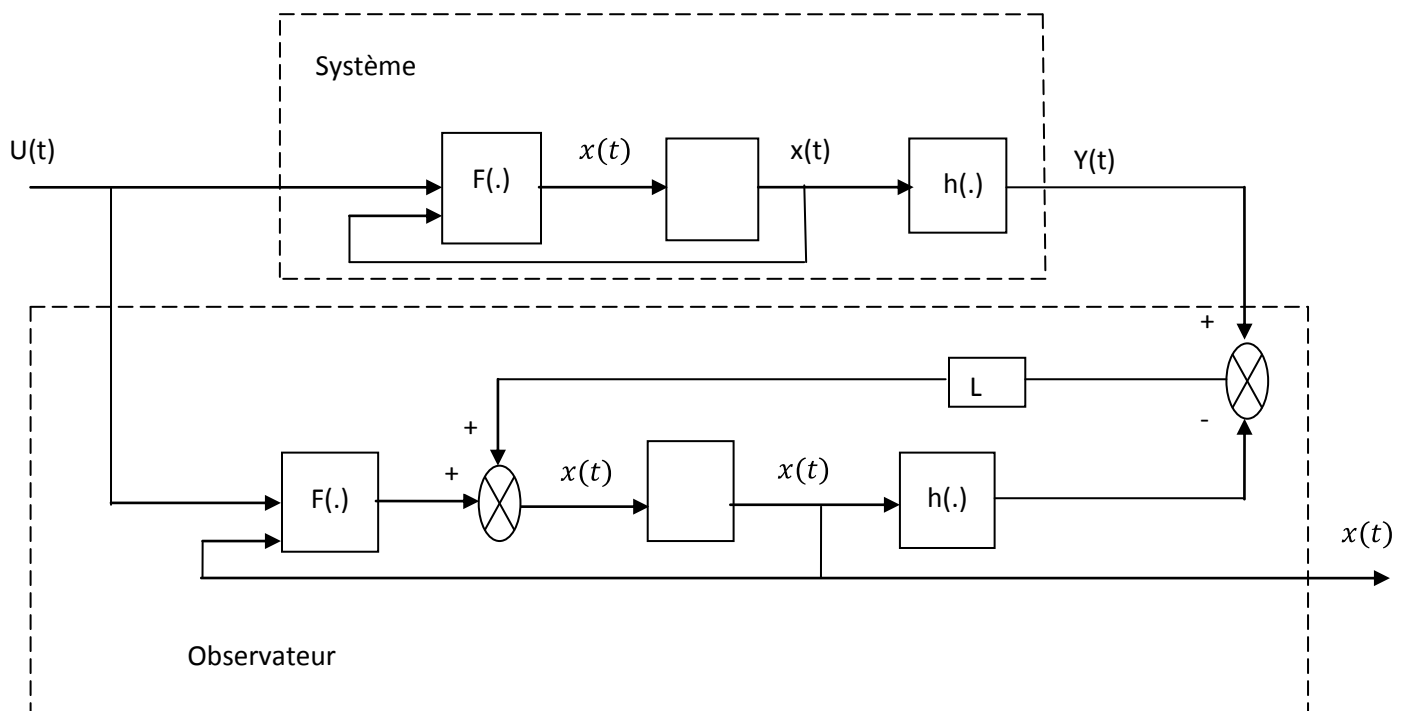 Système
U(t)
F(.)
x(t)
x(t)
h(.)
Y(t)
+
L
-
+
+
F(.)
x(t)
x(t)
h(.)
x(t)
Observateur